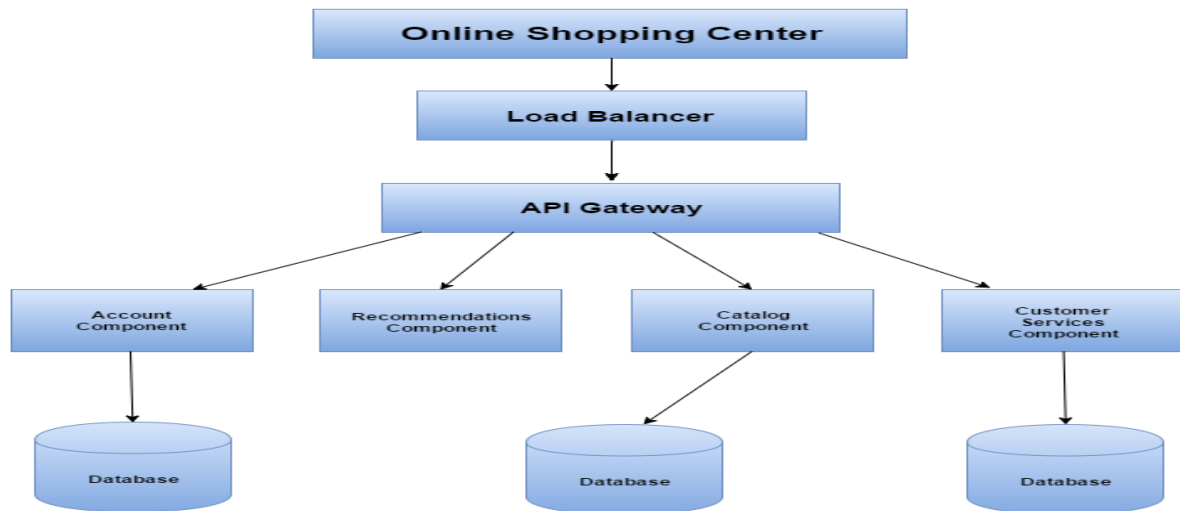 Online Shopping Center
Load Balancer
API Gateway
Account
Component
Recommendations
Component
Catalog
Component
Customer
Services
Component
Database
Database
Database